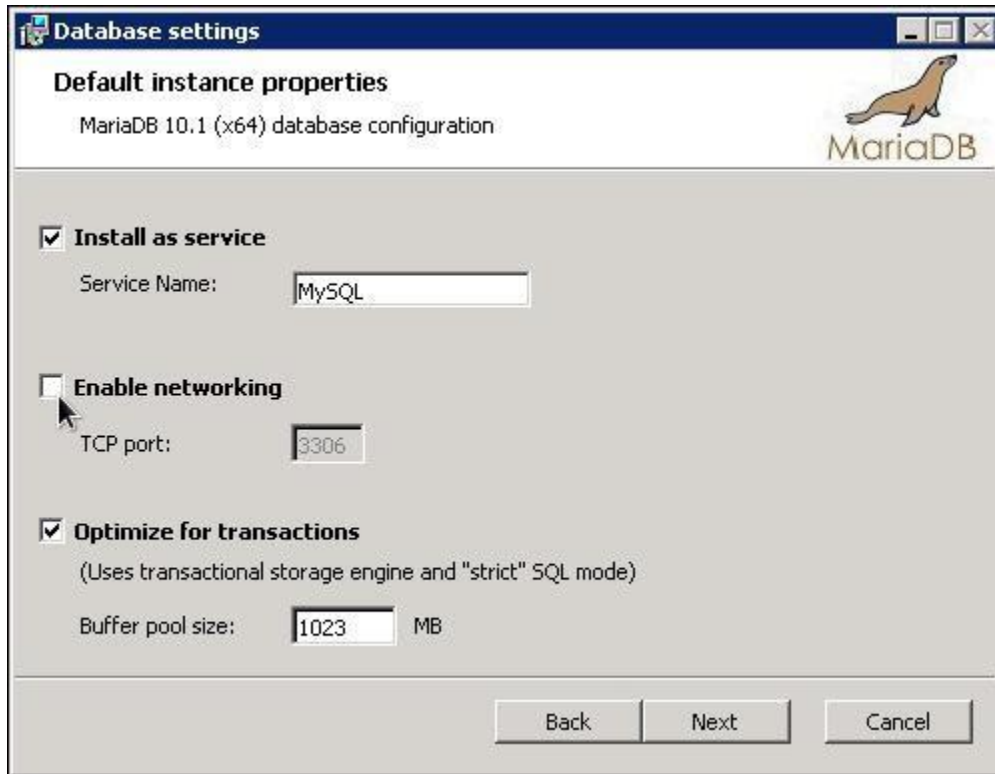 Database settings
Default instance properties
MariaDB 10.1 (x64) database configuration
MariaDB
Install as service
Service Name: MySQL
Enable networking
TCP port: 3306
Optimize for transactions
(Uses transactional storage engine and "strict" SQL mode)
Buffer pool size: 1023 MB
Back Next Cancel